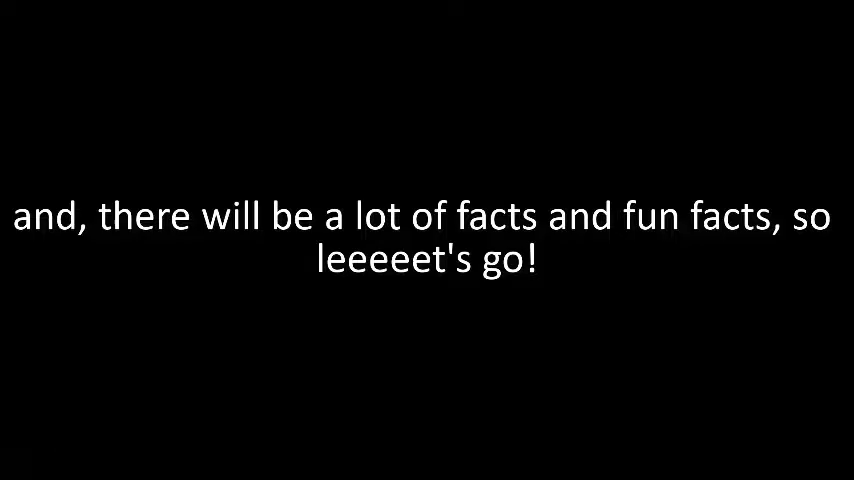 and, there will be a lot of facts and fun facts, so
leeeeet's go!